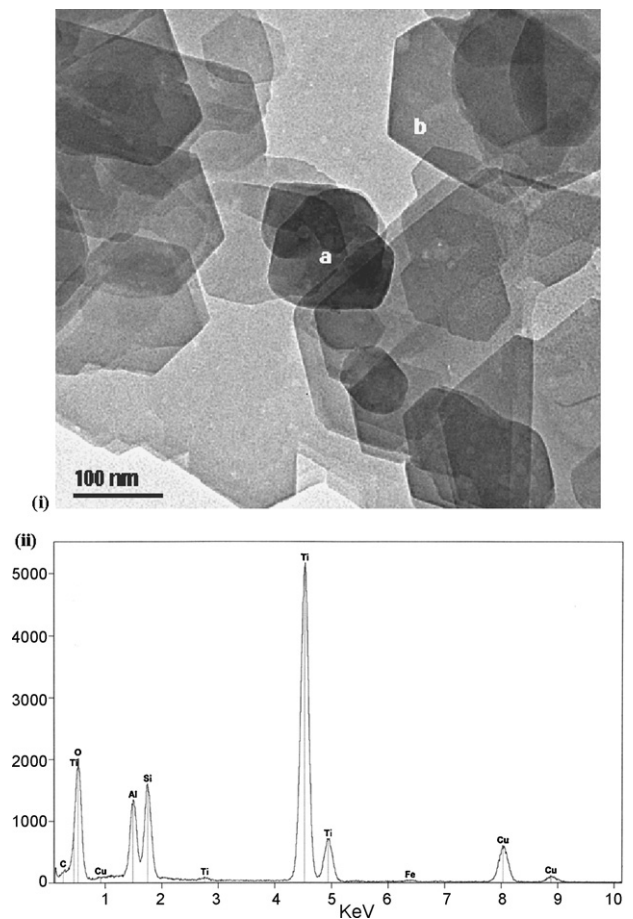 b
a
100 nm
(i)
(ii)
5000
4000
3000
2000
1000
0
Ti
O
Ti
Al
Si
C
Cu
Ti
Ti
Fe
Cu
Cu
1 2 3 4 5 6 7 8 9 10
KeV